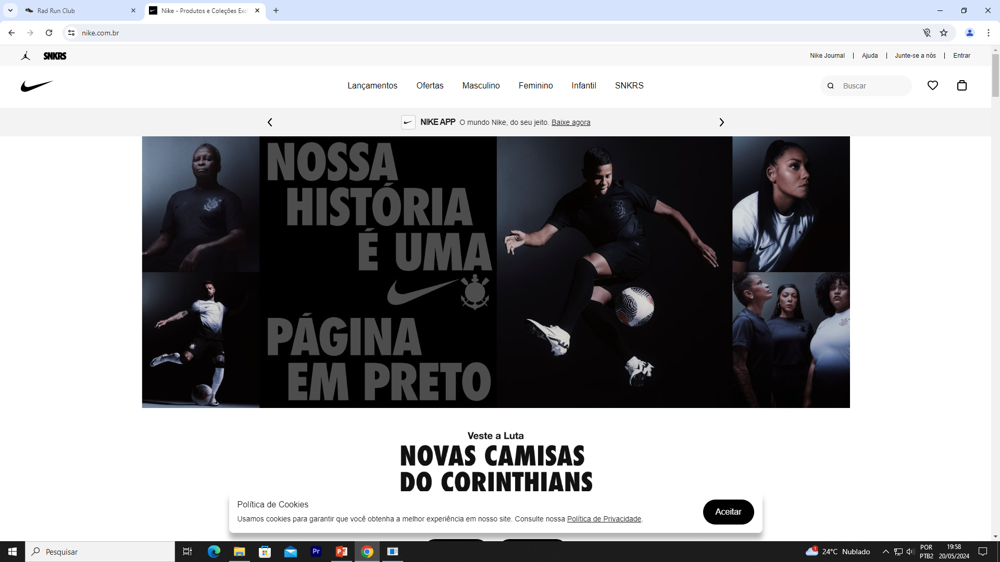 Rad Run Club
Nike - Produtos e Coleções Exc
nike.com.br
SNKRS
Nike Journal | Ajuda | Junte-se a nós | Entrar
Lançamentos Ofertas Masculino Feminino Infantil SNKRS
Buscar
NIKE APP O mundo Nike, do seu jeito. Baixe agora
NOSSA
HISTÓRIA
É UMA
PÁGINA
EM PRETO
Veste a Luta
NOVAS CAMISAS
DO CORINTHIANS
Política de Cookies
Usamos cookies para garantir que você obtenha a melhor experiência em nosso site. Consulte nossa Política de Privacidade.
Aceitar
Pesquisar
Pr
P
1
24°C Nublado
POR
PTB2
19:58
20/05/2024